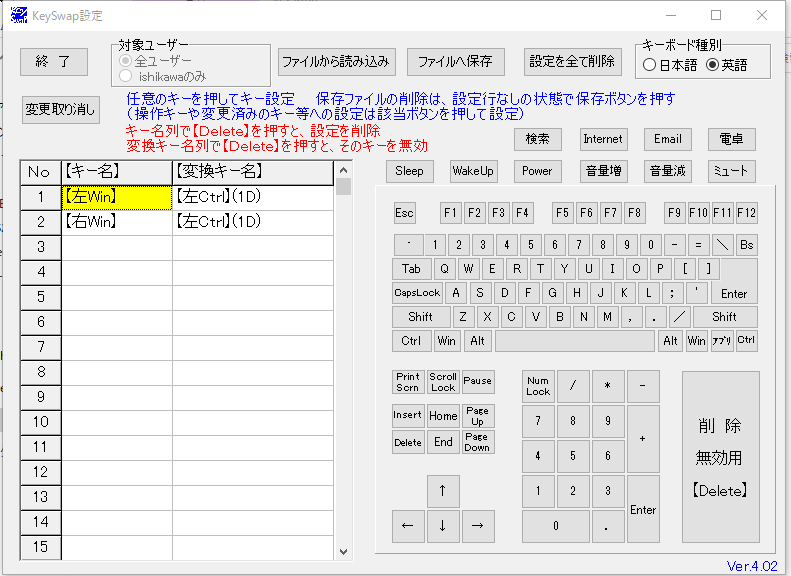 KeySwap設定
終 了
対象ユーザー
全ユーザー
ishikawaのみ
ファイルから読み込み
ファイルへ保存
設定を全て削除
キーボード種別
日本語 英語
変更取り消し
任意のキーを押してキー設定 保存ファイルの削除は、設定行なしの状態で保存ボタンを押す
(操作キーや変更済みのキー等への設定は該当ボタンを押して設定)
キー名列で【Delete】を押すと、設定を削除
変換キー名列で【Delete】を押すと、そのキーを無効
検索 Internet Email 電卓
Sleep WakeUp Power 音量増 音量減 ミュート
No 【キー名】 【変換キー名】
1 【左Win】 【左Ctrl】(1D)
2 【右Win】 【左Ctrl】(1D)
3
4
5
6
7
8
9
10
11
12
13
14
15
Esc F1 F2 F3 F4 F5 F6 F7 F8 F9 F10 F11 F12
` 1 2 3 4 5 6 7 8 9 0 - = \ Bs
Tab Q W E R T Y U I O P [ ]
CapsLock A S D F G H J K L ; ' Enter
Shift Z X C V B N M , . / Shift
Ctrl Win Alt Alt Win アプリ Ctrl
Print Scrn Scroll Lock Pause
Insert Home Page Up
Delete End Page Down
↑
← ↓ →
Num Lock / * -
7 8 9 +
4 5 6
1 2 3 Enter
0 .
削 除
無効用
【Delete】
Ver.4.02